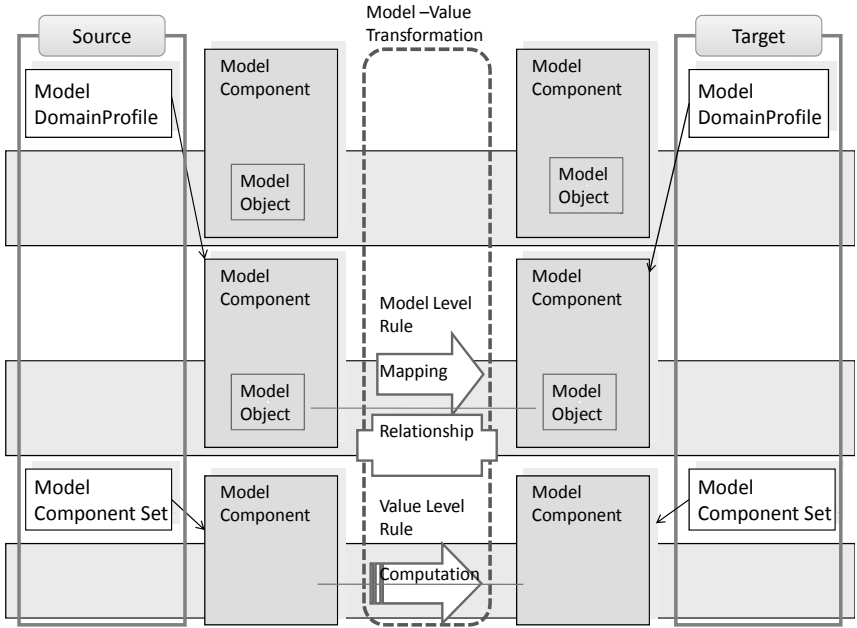 Model –Value
Transformation
Source
Target
Model
DomainProfile
Model
Component
Model
Component
Model
DomainProfile
Model
Object
Model
Object
Model
Component
Model
Component
Model Level
Rule
Mapping
Model
Object
Model
Object
Relationship
Model
Component Set
Model
Component
Value Level
Rule
Model
Component
Model
Component Set
Computation